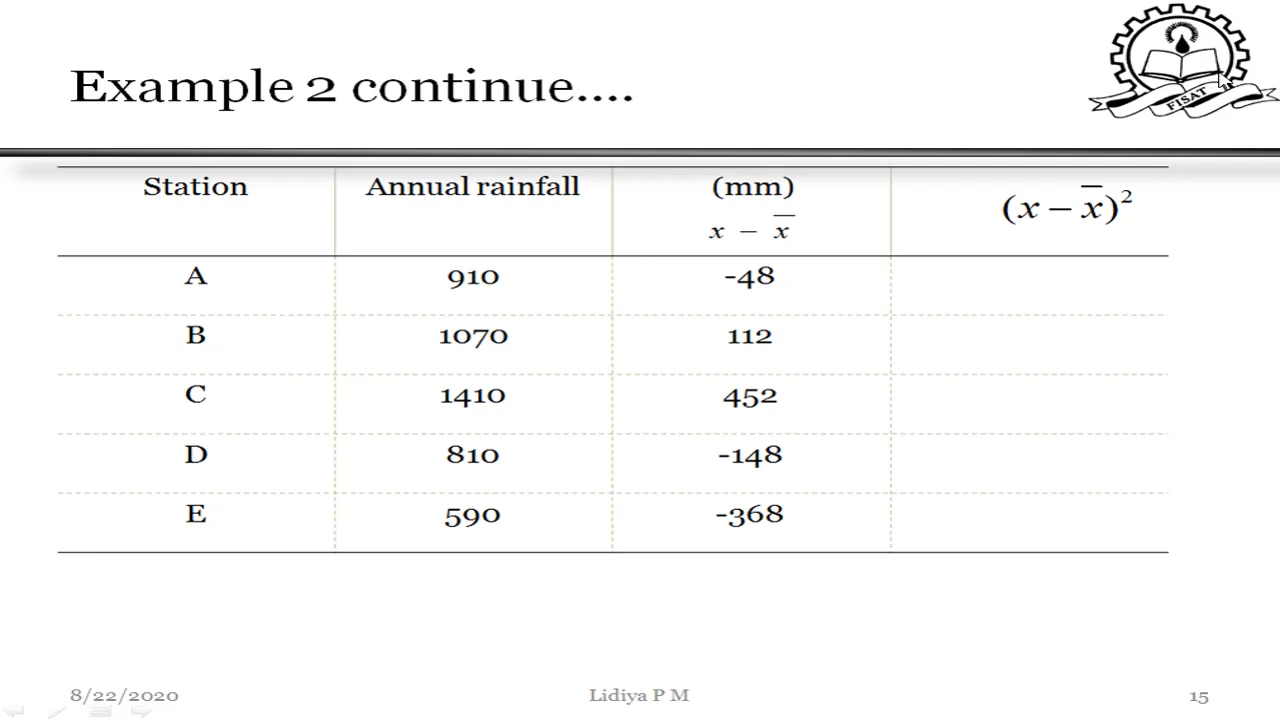 Example 2 continue....
FISAT
Station Annual rainfall (mm) (x − x̅)²
x − x̅
A 910 -48
B 1070 112
C 1410 452
D 810 -148
E 590 -368
8/22/2020 Lidiya P M 15